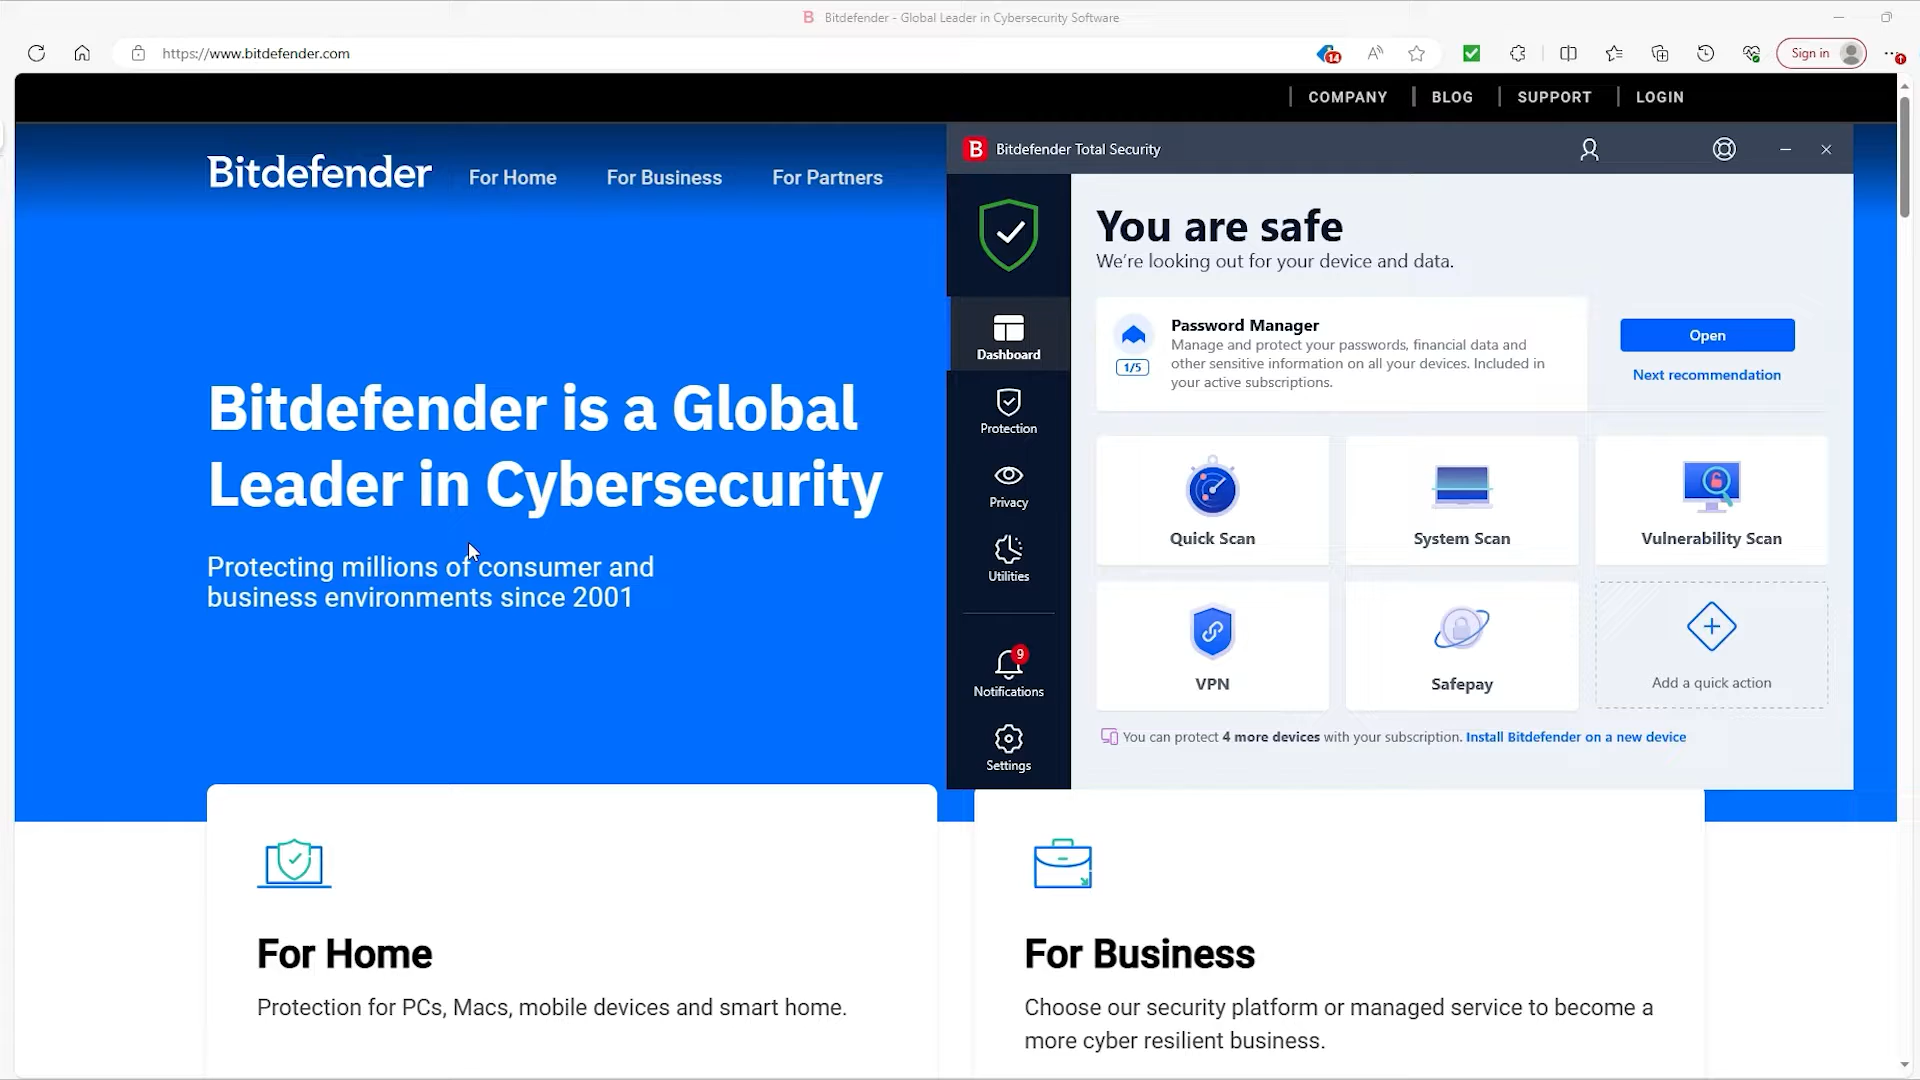 Bitdefender - Global Leader in Cybersecurity Software
https://www.bitdefender.com
14
Sign in
COMPANY
BLOG
SUPPORT
LOGIN
Bitdefender
For Home
For Business
For Partners
Bitdefender is a Global
Leader in Cybersecurity
Protecting millions of consumer and
business environments since 2001
B Bitdefender Total Security
Dashboard
Protection
Privacy
Utilities
9
Notifications
Settings
You are safe
We're looking out for your device and data.
Password Manager
Manage and protect your passwords, financial data and
other sensitive information on all your devices. Included in
your active subscriptions.
1/5
Open
Next recommendation
Quick Scan
System Scan
Vulnerability Scan
VPN
Safepay
Add a quick action
You can protect 4 more devices with your subscription. Install Bitdefender on a new device
For Home
Protection for PCs, Macs, mobile devices and smart home.
For Business
Choose our security platform or managed service to become a
more cyber resilient business.